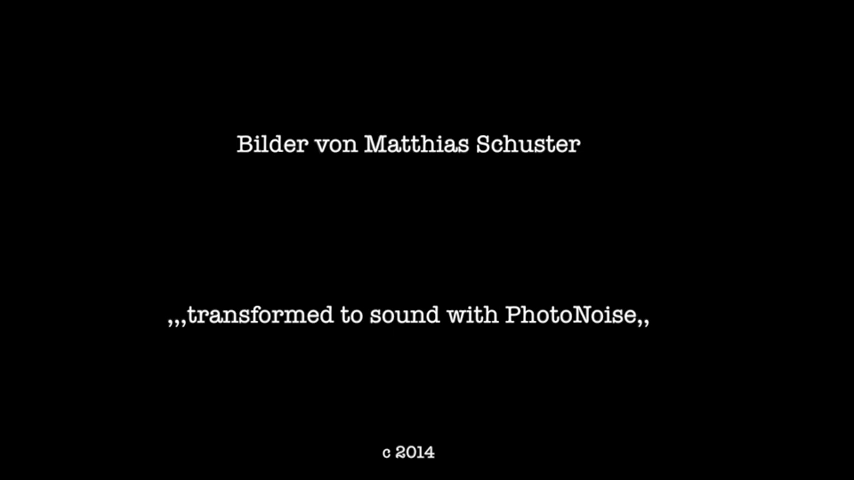 Bilder von Matthias Schuster
,,,transformed to sound with PhotoNoise,,
c 2014